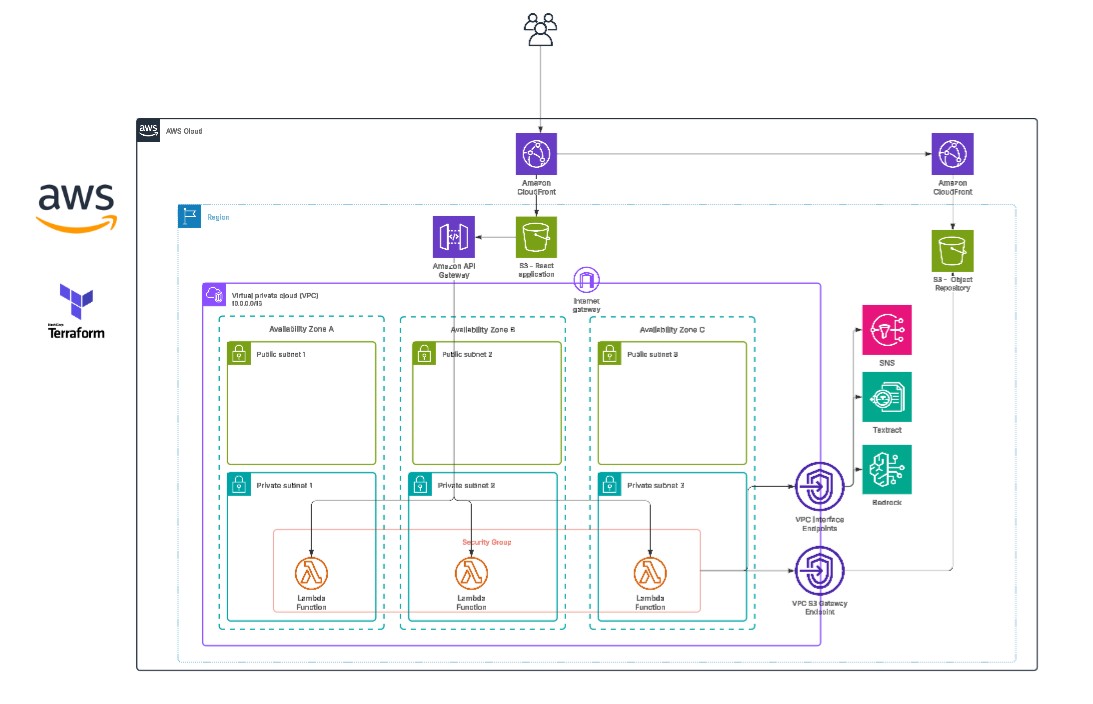 aws
AWS Cloud
Amazon
CloudFront
Amazon
CloudFront
aws
Region
Amazon API
Gateway
S3 - React
application
S3 - Object
Repository
Virtual private cloud (VPC)
10.0.0.0/16
Internet
gateway
Availability Zone A
Availability Zone B
Availability Zone C
Public subnet 1
Public subnet 2
Public subnet 3
SNS
Textract
Bedrock
Terraform
Private subnet 1
Private subnet 2
Private subnet 3
VPC Interface
Endpoints
Security Group
Lambda
Function
Lambda
Function
Lambda
Function
VPC S3 Gateway
Endpoint